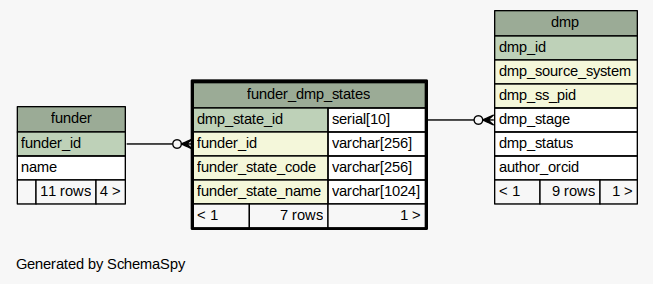 funder
funder_id
name
11 rows 4 >
funder_dmp_states
dmp_state_id serial[10]
funder_id varchar[256]
funder_state_code varchar[256]
funder_state_name varchar[1024]
< 1 7 rows 1 >
dmp
dmp_id
dmp_source_system
dmp_ss_pid
dmp_stage
dmp_status
author_orcid
< 1 9 rows 1 >
Generated by SchemaSpy